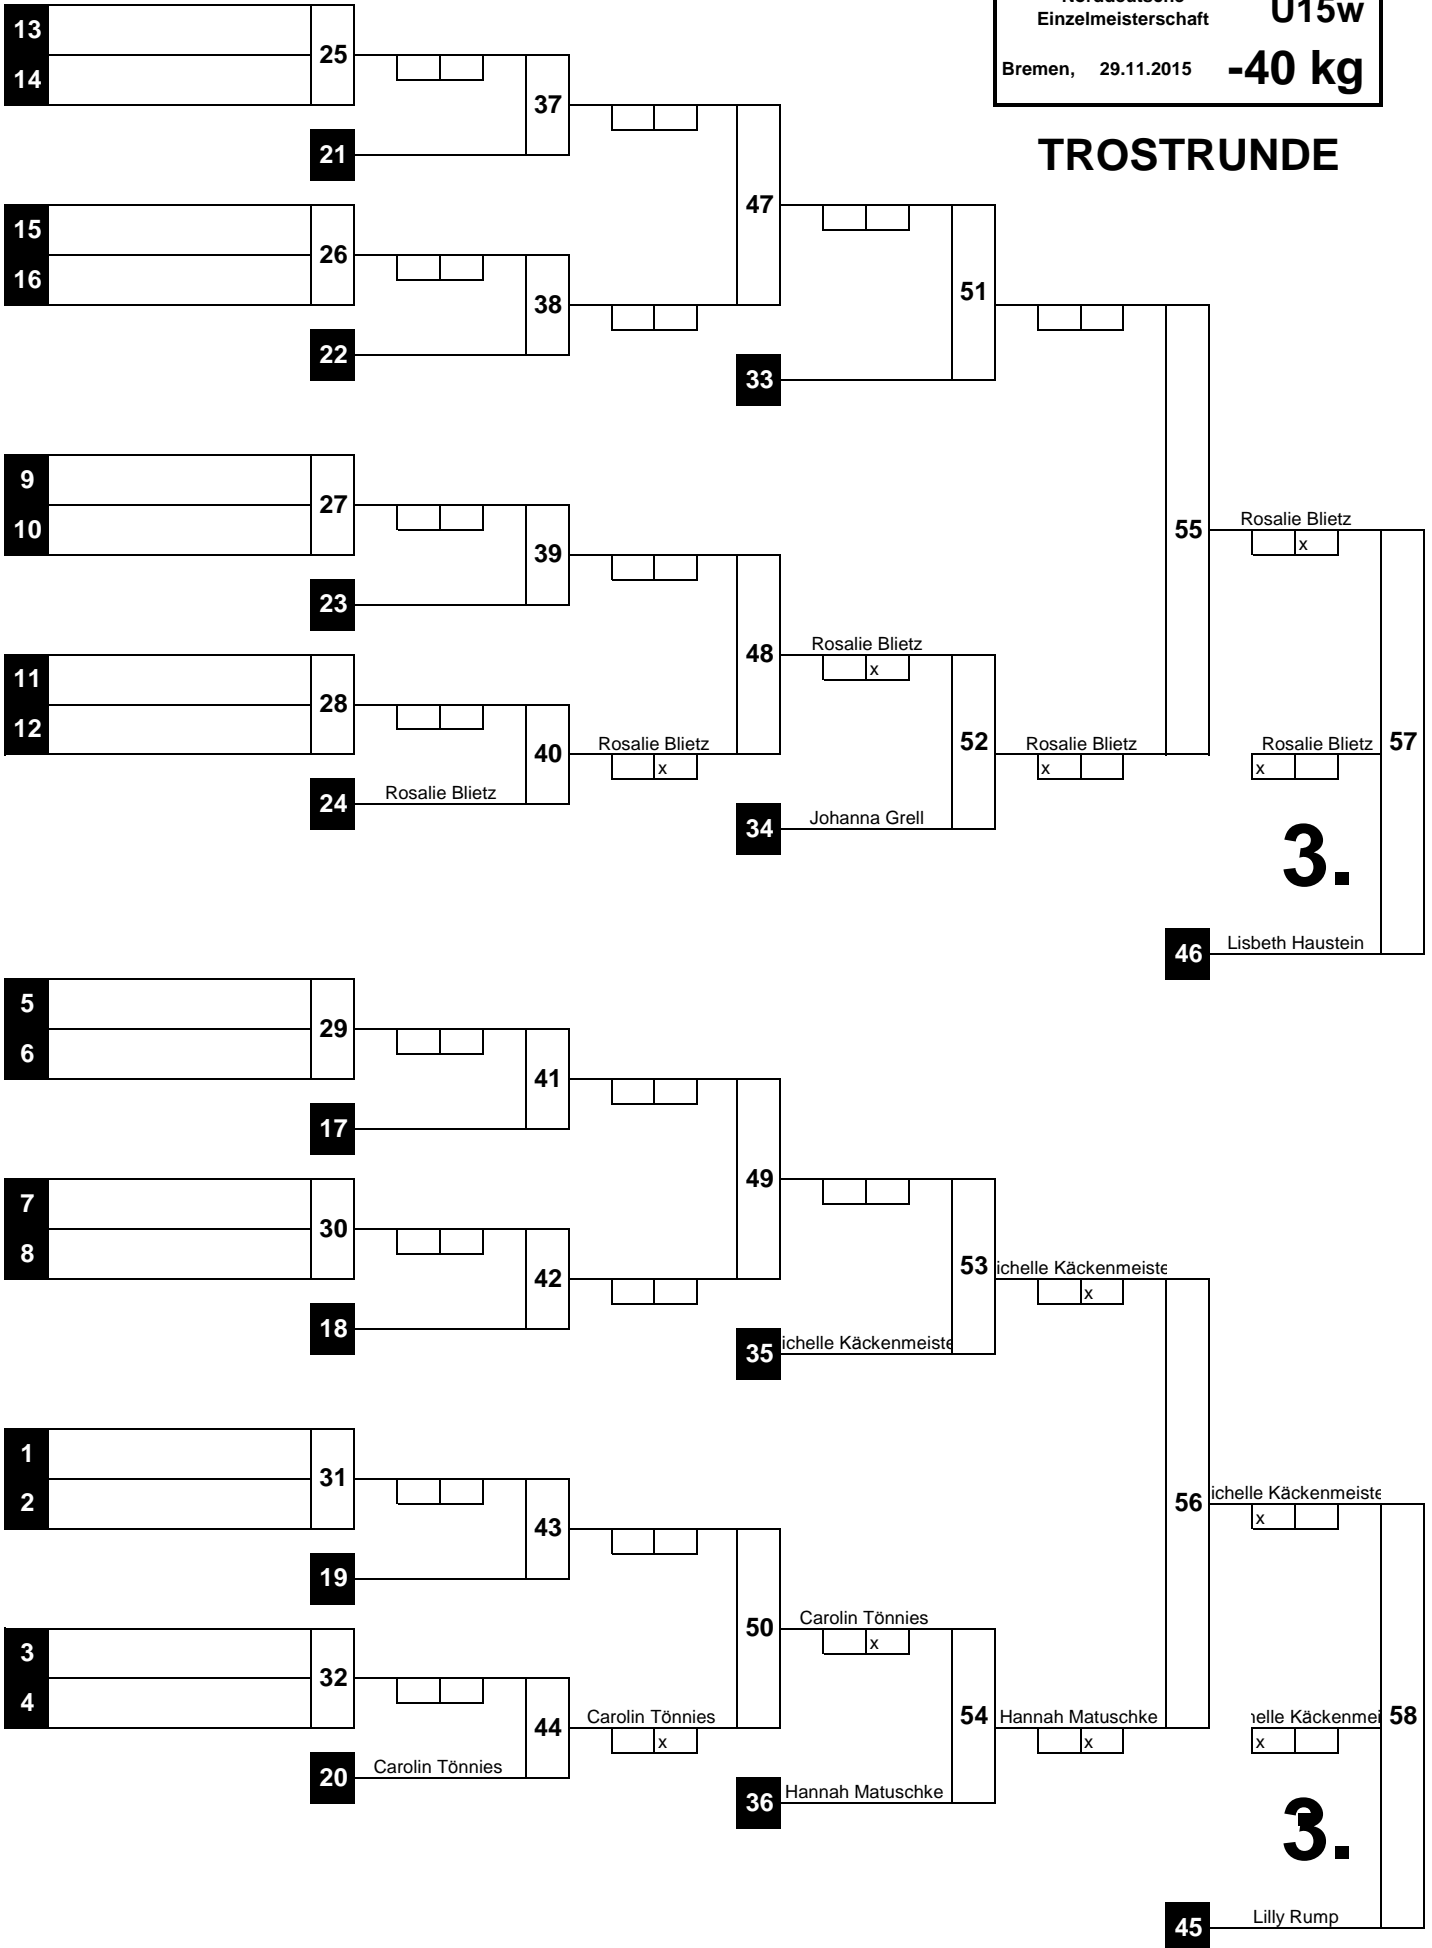 Einzelmeisterschaft
U15w
Bremen, 29.11.2015 -40 kg
TROSTRUNDE
13
14
25
37
21
47
15
16
26
38
22
51
33
9
10
27
39
23
55
Rosalie Blietz
x
11
12
28
48
Rosalie Blietz
x
40
Rosalie Blietz
x
24
Rosalie Blietz
52
Rosalie Blietz
x
34
Johanna Grell
Rosalie Blietz
x
57
3.
46
Lisbeth Haustein
5
6
29
41
17
49
7
8
30
42
18
53
ichelle Käckenmeiste
x
35
ichelle Käckenmeiste
1
2
31
43
19
56
ichelle Käckenmeiste
x
3
4
32
50
Carolin Tönnies
x
44
Carolin Tönnies
x
20
Carolin Tönnies
54
Hannah Matuschke
x
36
Hannah Matuschke
elle Käckenmei
x
58
3.
45
Lilly Rump